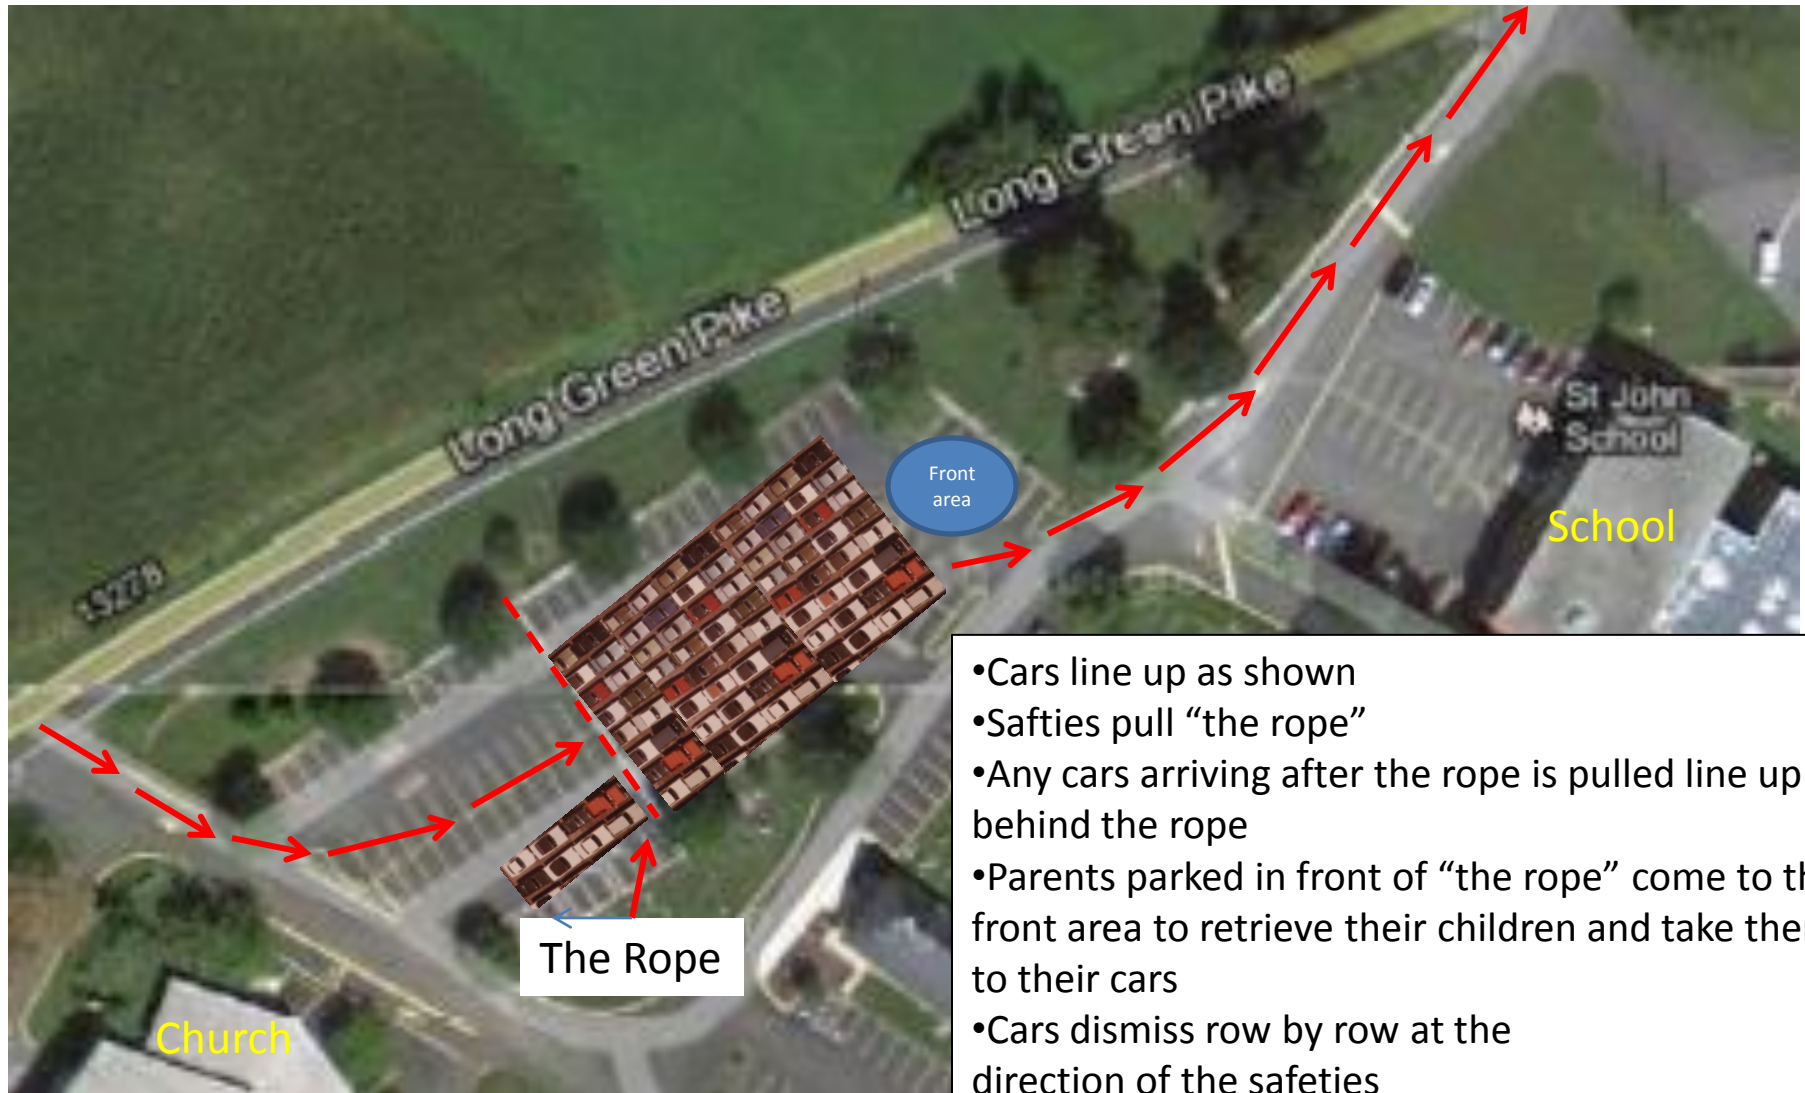 Long Green Pike
Long Green Pike
Front
area
St John
School
School
•Cars line up as shown
•Safties pull “the rope”
•Any cars arriving after the rope is pulled line up
behind the rope
•Parents parked in front of “the rope” come to th
front area to retrieve their children and take the
to their cars
•Cars dismiss row by row at the
direction of the safeties
The Rope
Church